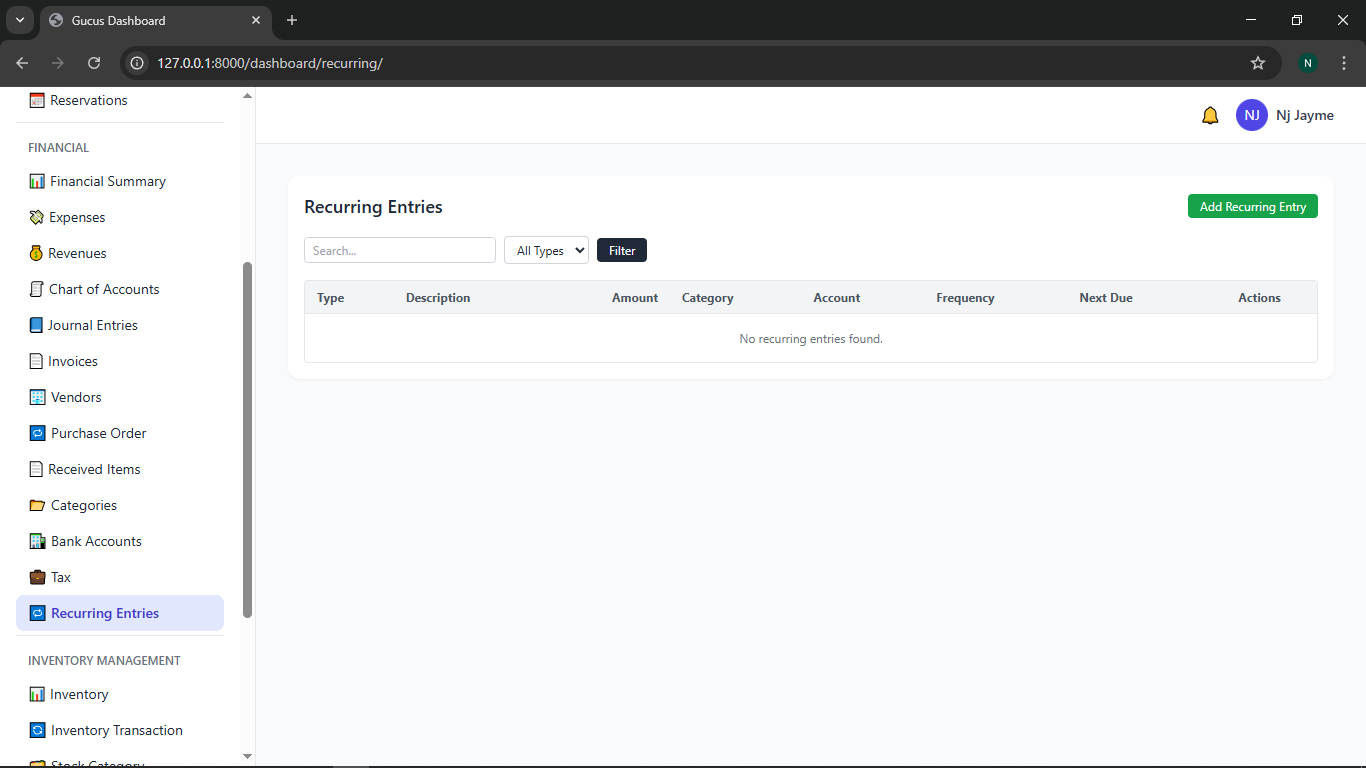 Gucus Dashboard
127.0.0.1:8000/dashboard/recurring/
N
Reservations
FINANCIAL
Financial Summary
Expenses
Revenues
Chart of Accounts
Journal Entries
Invoices
Vendors
Purchase Order
Received Items
Categories
Bank Accounts
Tax
Recurring Entries
INVENTORY MANAGEMENT
Inventory
Inventory Transaction
Stock Category
NJ Nj Jayme
Recurring Entries Add Recurring Entry
Search... All Types Filter
Type Description Amount Category Account Frequency Next Due Actions
No recurring entries found.